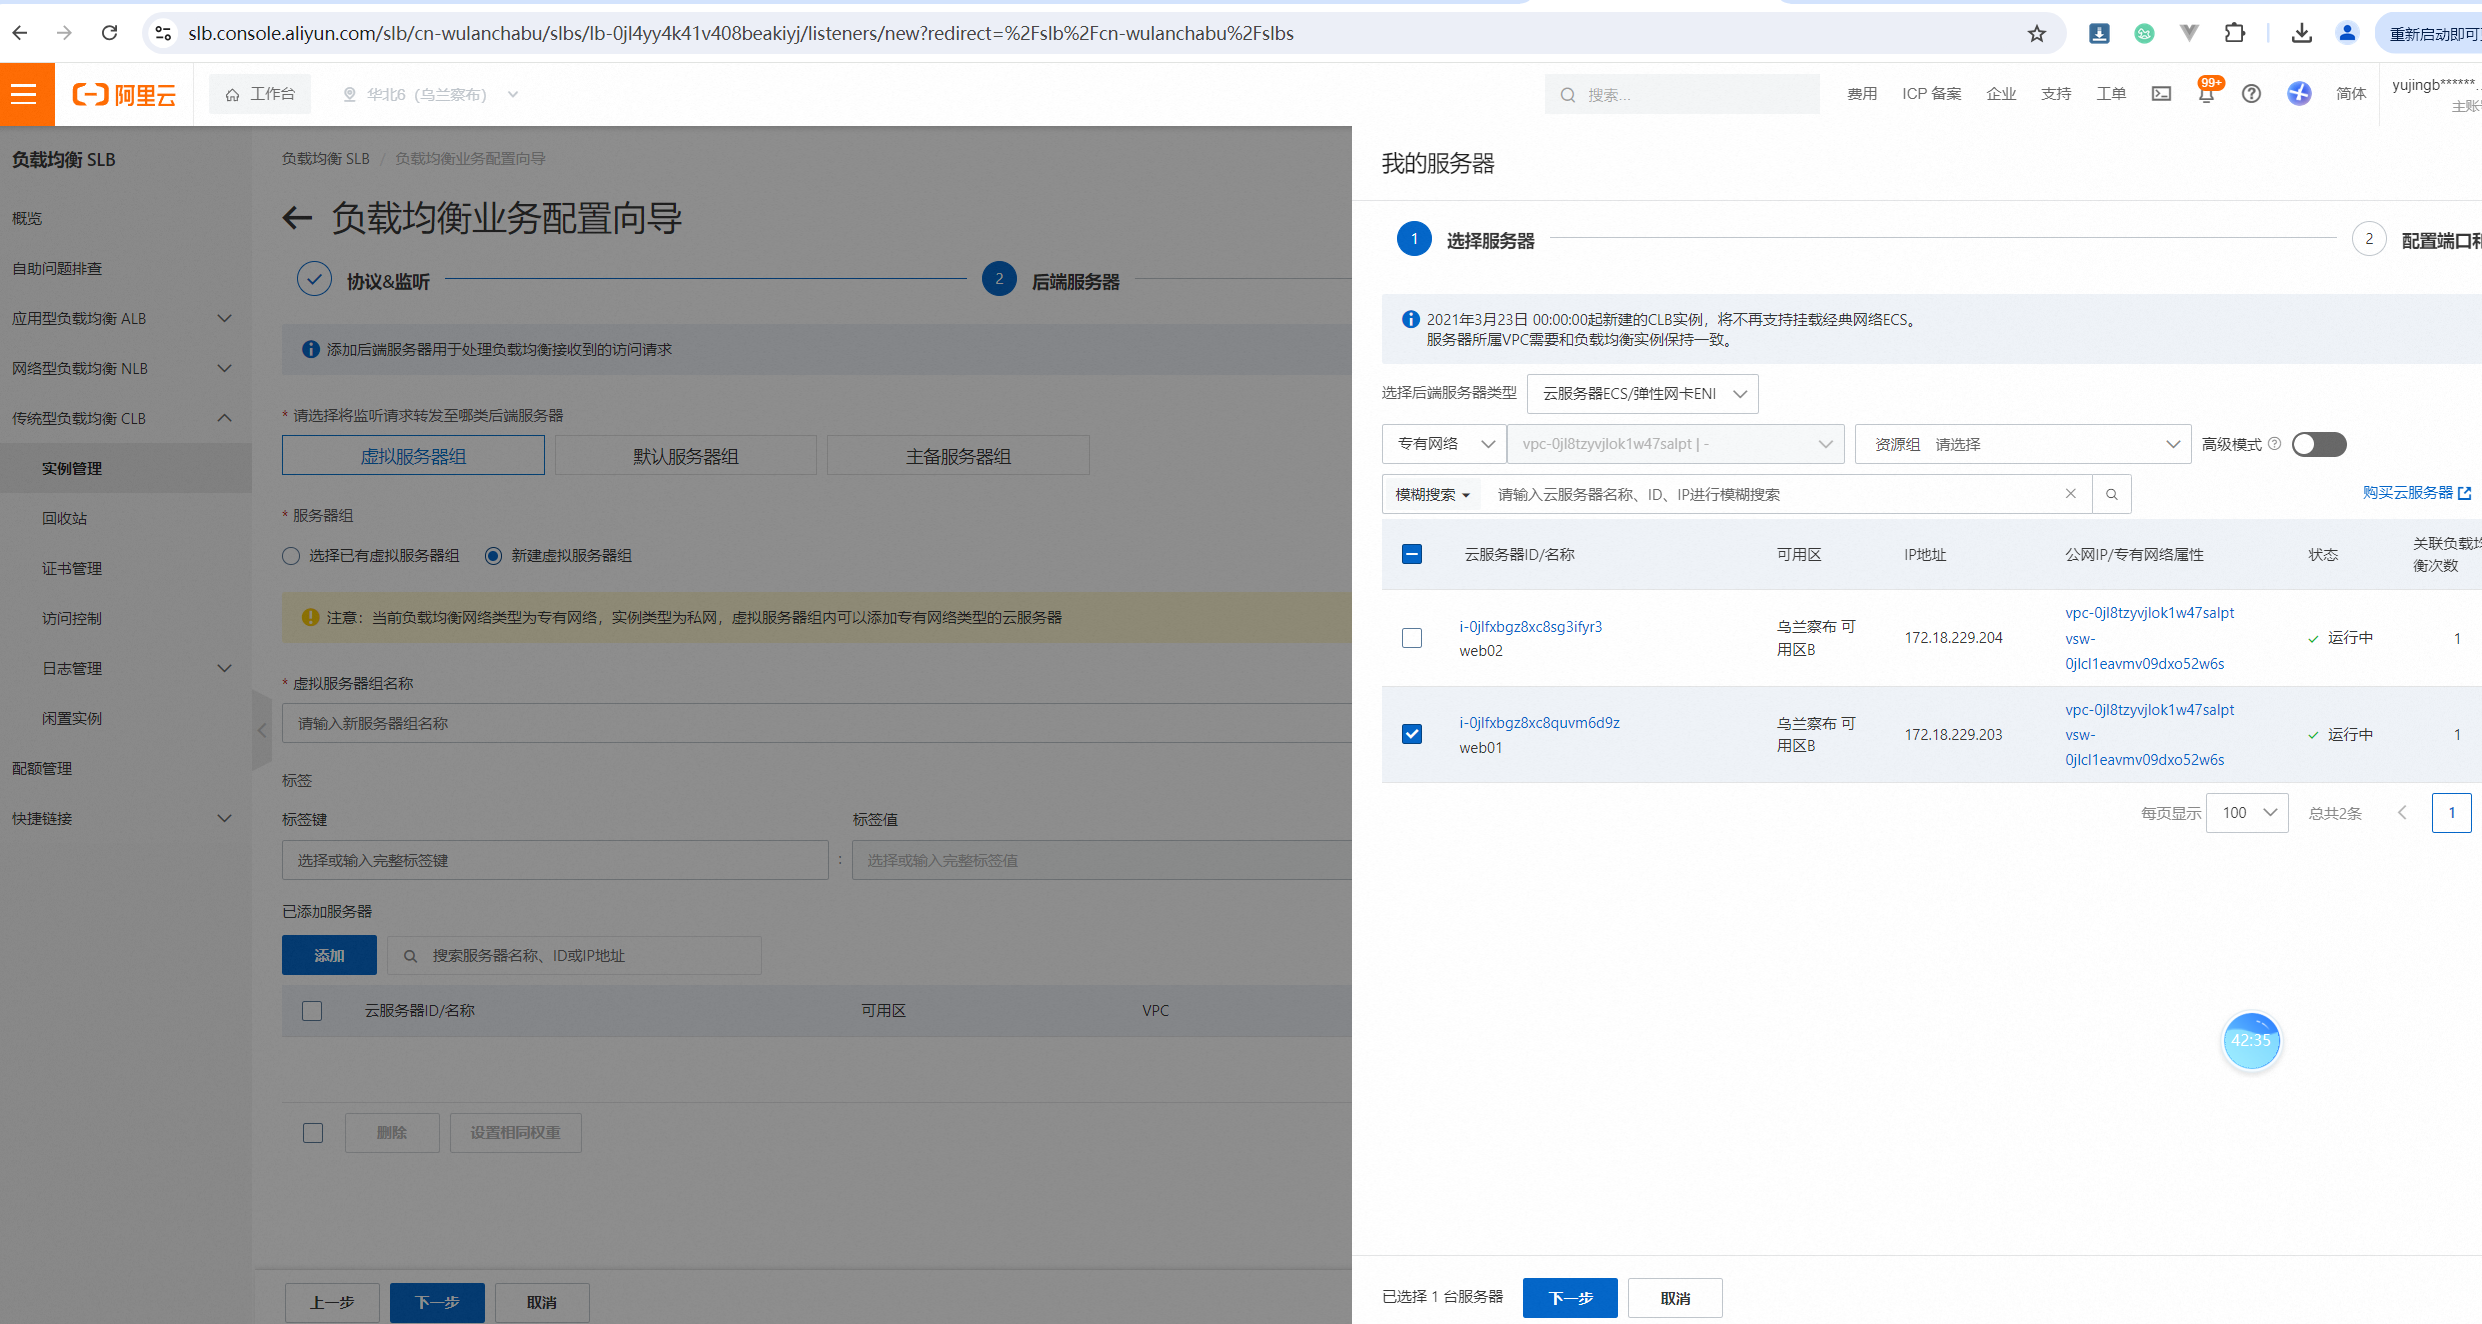 slb.console.aliyun.com/slb/cn-wulanchabu/slbs/lb-0jl4yy4k41v408beakiyj/listeners/new?redirect=%2Fslb%2Fcn-wulanchabu%2Fslbs
重新启动即可
阿里云
工作台
华北6（乌兰察布）
搜索...
费用
ICP 备案
企业
支持
工单
99+
简体
yujingb******
主账
负载均衡 SLB
概览
自助问题排查
应用型负载均衡 ALB
网络型负载均衡 NLB
传统型负载均衡 CLB
实例管理
回收站
证书管理
访问控制
日志管理
闲置实例
配额管理
快捷链接
负载均衡 SLB / 负载均衡业务配置向导
负载均衡业务配置向导
协议&监听
2 后端服务器
添加后端服务器用于处理负载均衡接收到的访问请求
* 请选择将监听请求转发至哪类后端服务器
虚拟服务器组
默认服务器组
主备服务器组
* 服务器组
选择已有虚拟服务器组
新建虚拟服务器组
注意：当前负载均衡网络类型为专有网络，实例类型为私网，虚拟服务器组内可以添加专有网络类型的云服务器
* 虚拟服务器组名称
请输入新服务器组名称
标签
标签键
标签值
选择或输入完整标签键
:
选择或输入完整标签值
已添加服务器
添加
搜索服务器名称、ID或IP地址
云服务器ID/名称
可用区
VPC
删除
设置相同权重
上一步
下一步
取消
我的服务器
1 选择服务器
2 配置端口和
2021年3月23日 00:00:00起新建的CLB实例，将不再支持挂载经典网络ECS。
服务器所属VPC需要和负载均衡实例保持一致。
选择后端服务器类型
云服务器ECS/弹性网卡ENI
专有网络
vpc-0jl8tzyvjlok1w47salpt | -
资源组 请选择
高级模式
模糊搜索
请输入云服务器名称、ID、IP进行模糊搜索
购买云服务器
云服务器ID/名称
可用区
IP地址
公网IP/专有网络属性
状态
关联负载均
衡次数
i-0jlfxbgz8xc8sg3ifyr3
web02
乌兰察布 可
用区B
172.18.229.204
vpc-0jl8tzyvjlok1w47salpt
vsw-
0jlcl1eavmv09dxo52w6s
运行中
1
i-0jlfxbgz8xc8quvm6d9z
web01
乌兰察布 可
用区B
172.18.229.203
vpc-0jl8tzyvjlok1w47salpt
vsw-
0jlcl1eavmv09dxo52w6s
运行中
1
每页显示
100
总共2条
1
42:35
已选择 1 台服务器
下一步
取消